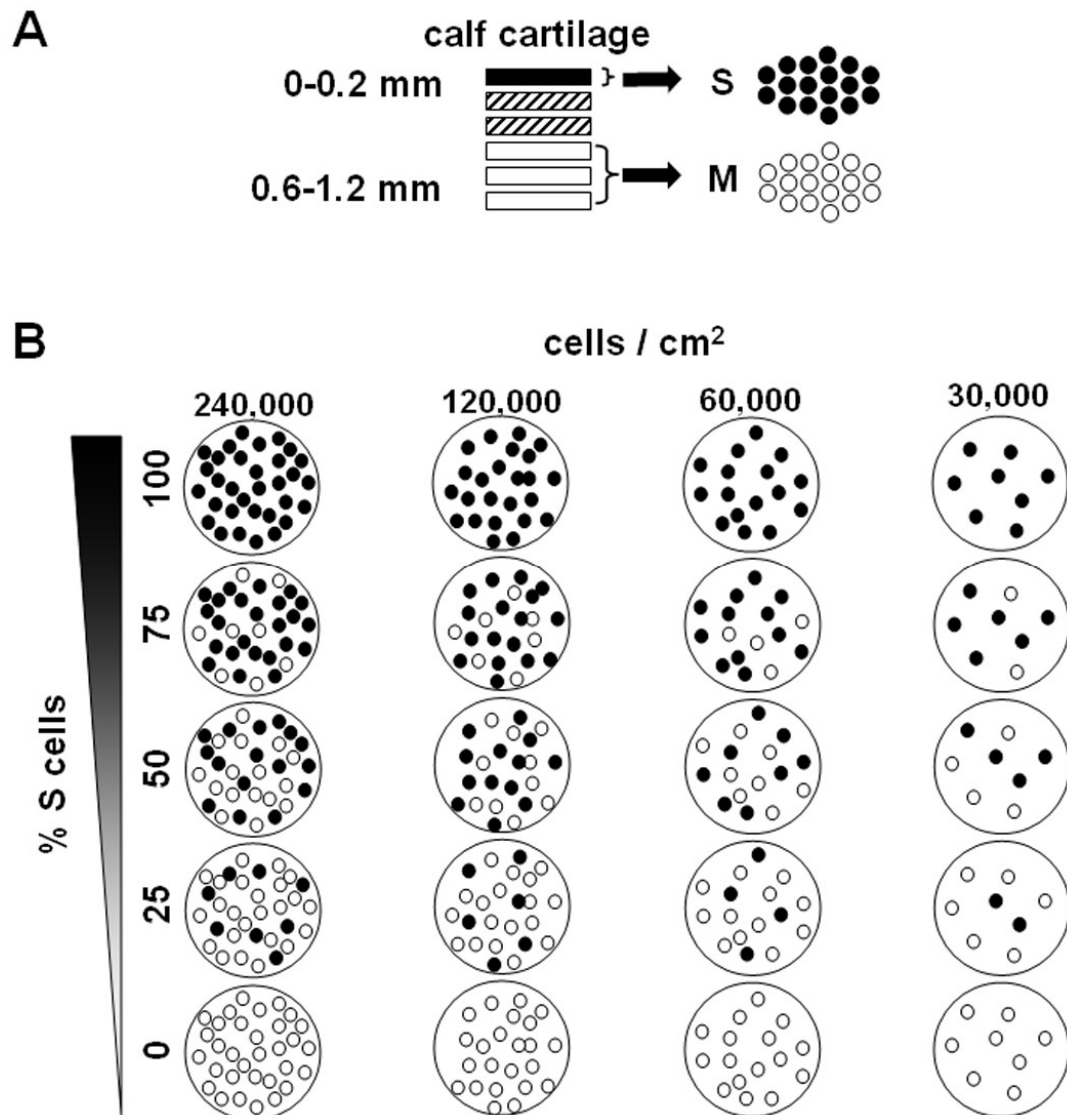 A
calf cartilage
0-0.2 mm
S
0.6-1.2 mm
M
B
cells / cm²
240,000 120,000 60,000 30,000
% S cells
100
75
50
25
0